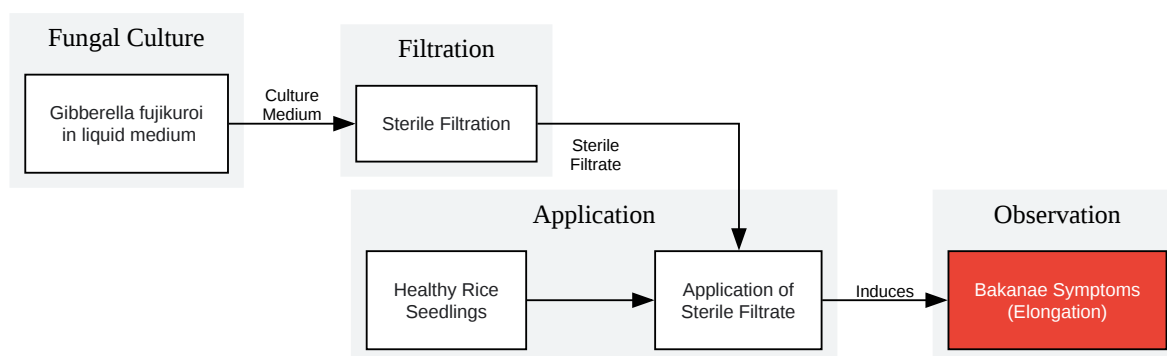 Fungal Culture
Gibberella fujikuroi
in liquid medium
Culture
Medium
Filtration
Sterile Filtration
Sterile
Filtrate
Application
Healthy Rice
Seedlings
Application of
Sterile Filtrate
Induces
Observation
Bakanae Symptoms
(Elongation)